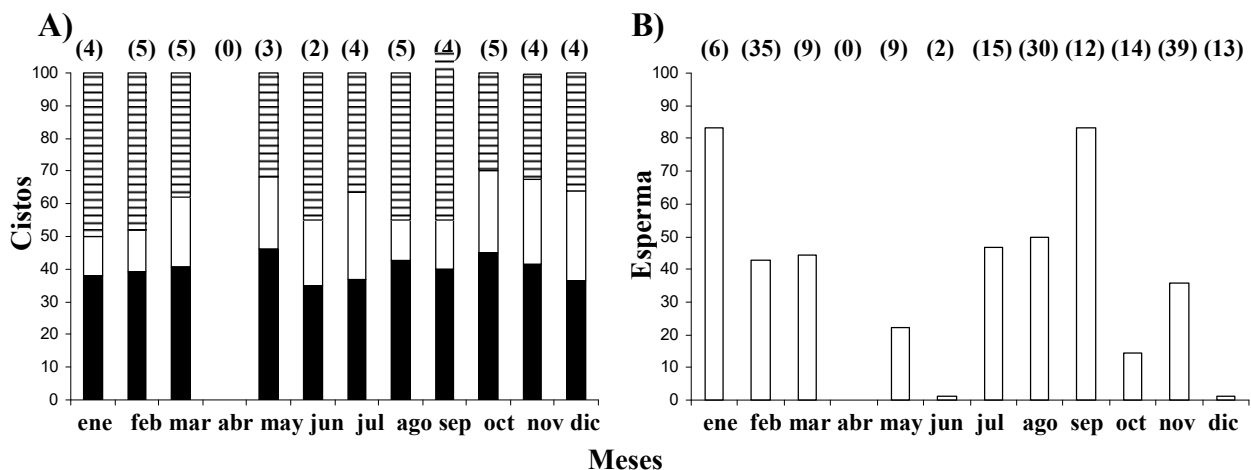 A)
(4) (5) (5) (0) (3) (2) (4) (5) (4) (5) (4) (4)
100
90
80
70
60
50
40
30
20
10
0
Cistos
ene feb mar abr may jun jul ago sep oct nov dic
B)
(6) (35) (9) (0) (9) (2) (15) (30) (12) (14) (39) (13)
100
90
80
70
60
50
40
30
20
10
0
Esperma
ene feb mar abr may jun jul ago sep oct nov dic
Meses